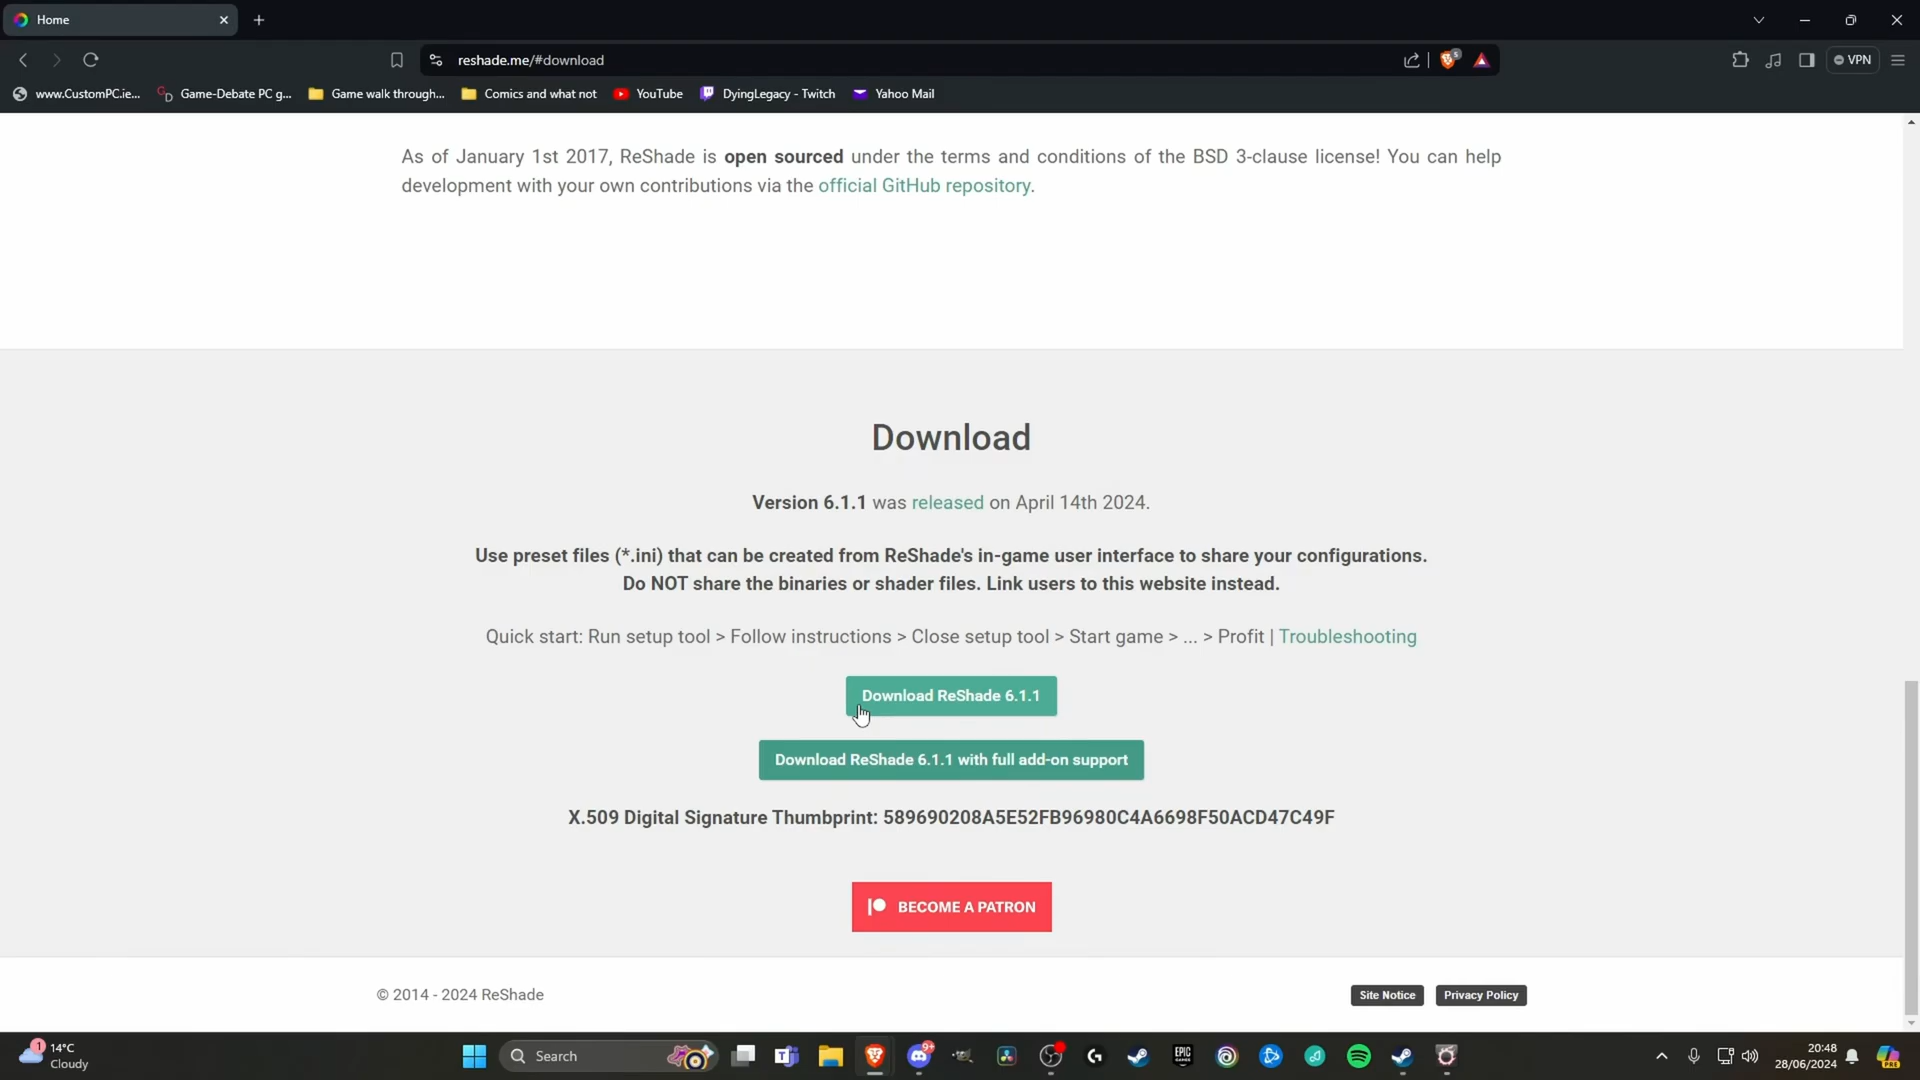 Home
reshade.me/#download
VPN
www.CustomPC.ie...
Game-Debate PC g...
Game walk through...
Comics and what not
YouTube
DyingLegacy - Twitch
Yahoo Mail
As of January 1st 2017, ReShade is open sourced under the terms and conditions of the BSD 3-clause license! You can help
development with your own contributions via the official GitHub repository.
Download
Version 6.1.1 was released on April 14th 2024.
Use preset files (*.ini) that can be created from ReShade's in-game user interface to share your configurations.
Do NOT share the binaries or shader files. Link users to this website instead.
Quick start: Run setup tool > Follow instructions > Close setup tool > Start game > ... > Profit | Troubleshooting
Download ReShade 6.1.1
Download ReShade 6.1.1 with full add-on support
X.509 Digital Signature Thumbprint: 589690208A5E52FB96980C4A6698F50ACD47C49F
BECOME A PATRON
© 2014 - 2024 ReShade
Site Notice
Privacy Policy
1
14°C
Cloudy
Search
9+
EPIC
GAMES
20:48
28/06/2024
PRE